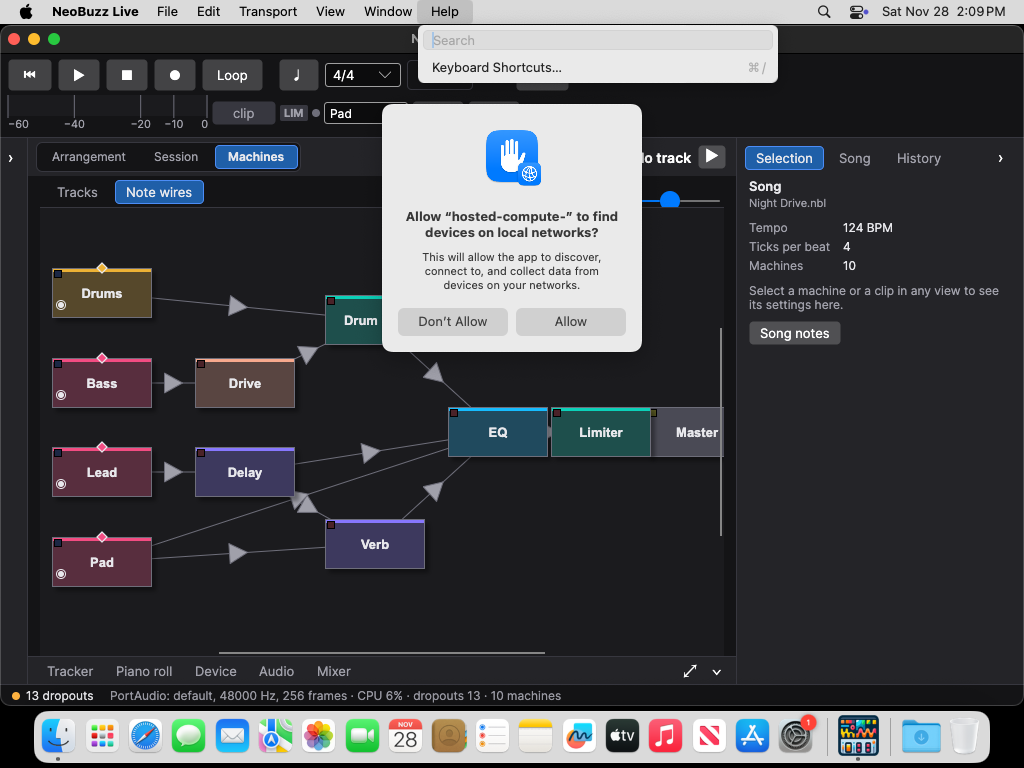 NeoBuzz Live File Edit Transport View Window Help Sat Nov 28 2:09 PM
Search
Keyboard Shortcuts... ⌘ /
Loop 4/4
-60 -40 -20 -10 0 clip LIM Pad
Arrangement Session Machines
Tracks Note wires
track
Allow “hosted-compute-” to find
devices on local networks?
This will allow the app to discover,
connect to, and collect data from
devices on your networks.
Don’t Allow Allow
Selection Song History
Song
Night Drive.nbl
Tempo 124 BPM
Ticks per beat 4
Machines 10
Select a machine or a clip in any view to see
its settings here.
Song notes
Drums
Drum
Bass
Drive
EQ
Limiter
Master
Lead
Delay
Verb
Pad
Tracker Piano roll Device Audio Mixer
13 dropouts PortAudio: default, 48000 Hz, 256 frames · CPU 6% · dropouts 13 · 10 machines
NOV
28
tv
1